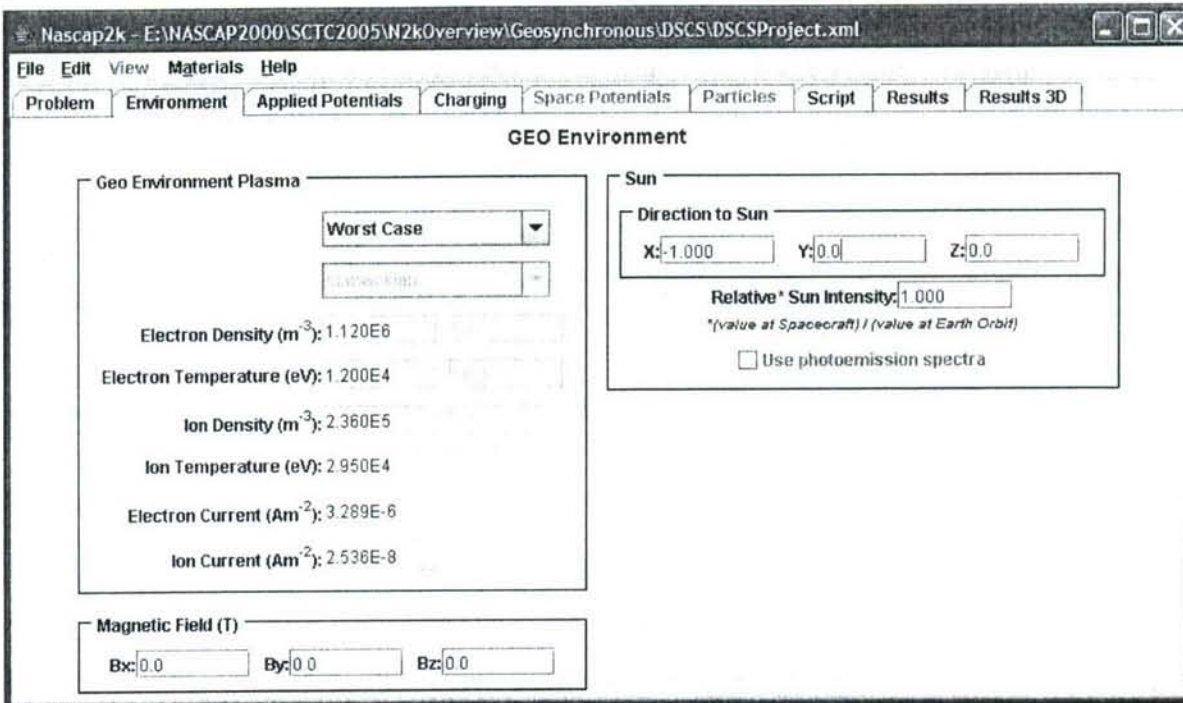 Nascap2k - E:\NASCAP2000\SCTC2005\N2kOverview\Geosynchronous\DSCS\DSCSProject.xml
File Edit View Materials Help
Problem Environment Applied Potentials Charging Space Potentials Particles Script Results Results 3D
GEO Environment
Geo Environment Plasma
Worst Case
Electron Density (m-3): 1.120E6
Electron Temperature (eV): 1.200E4
Ion Density (m-3): 2.360E5
Ion Temperature (eV): 2.950E4
Electron Current (Am-2): 3.289E-6
Ion Current (Am-2): 2.536E-8
Magnetic Field (T)
Bx: 0.0 By: 0.0 Bz: 0.0
Sun
Direction to Sun
X: -1.000 Y: 0.0 Z: 0.0
Relative* Sun Intensity: 1.000
*(value at Spacecraft) / (value at Earth Orbit)
Use photoemission spectra